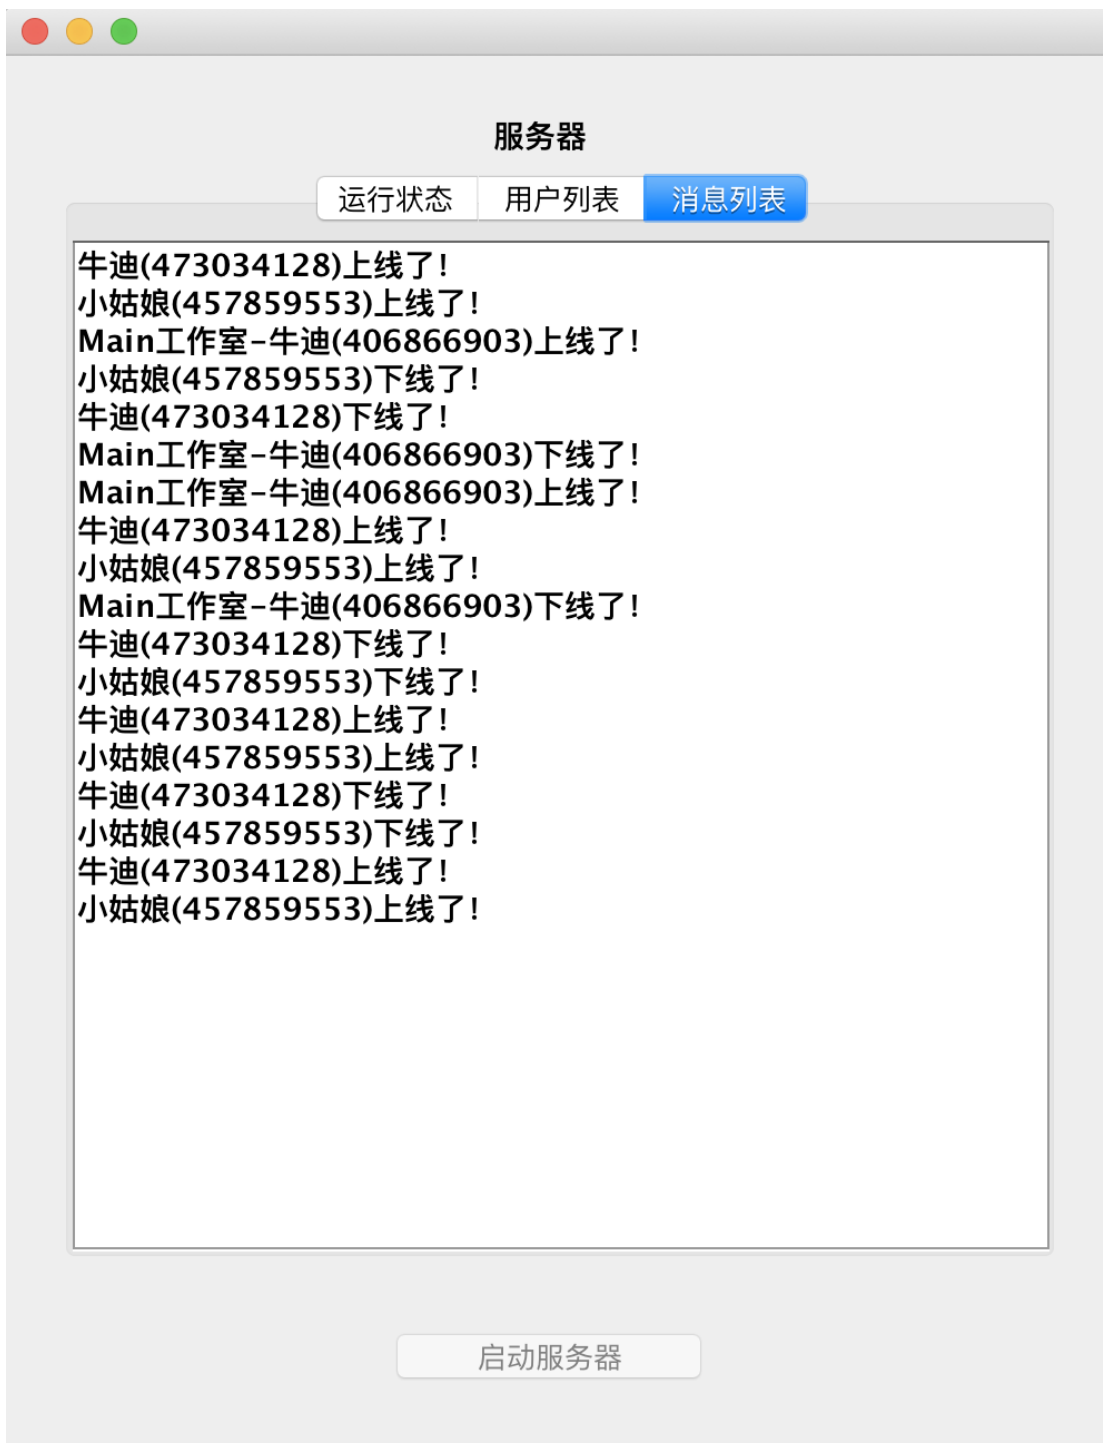 服务器
运行状态 用户列表 消息列表
牛迪(473034128)上线了!
小姑娘(457859553)上线了!
Main工作室-牛迪(406866903)上线了!
小姑娘(457859553)下线了!
牛迪(473034128)下线了!
Main工作室-牛迪(406866903)下线了!
Main工作室-牛迪(406866903)上线了!
牛迪(473034128)上线了!
小姑娘(457859553)上线了!
Main工作室-牛迪(406866903)下线了!
牛迪(473034128)下线了!
小姑娘(457859553)下线了!
牛迪(473034128)上线了!
小姑娘(457859553)上线了!
牛迪(473034128)下线了!
小姑娘(457859553)下线了!
牛迪(473034128)上线了!
小姑娘(457859553)上线了!
启动服务器